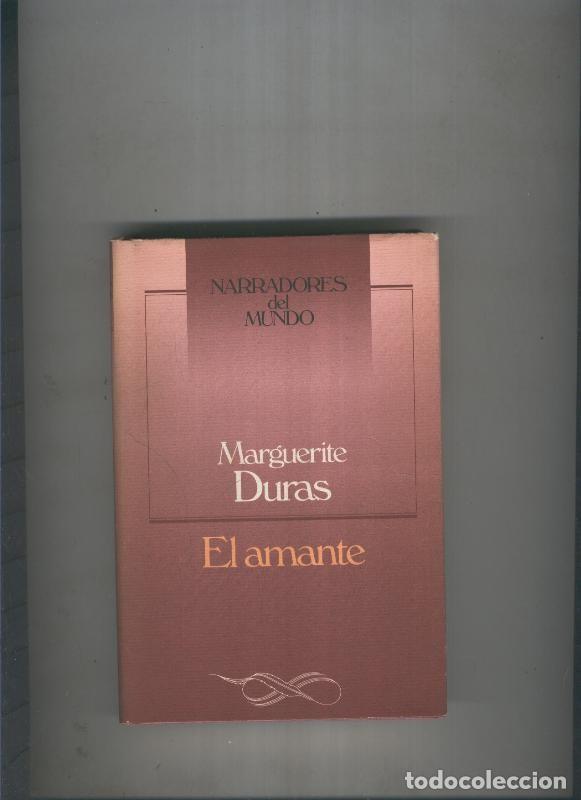 NARRADORES
del
MUNDO
Marguerite
Duras
El amante
todocoleccion